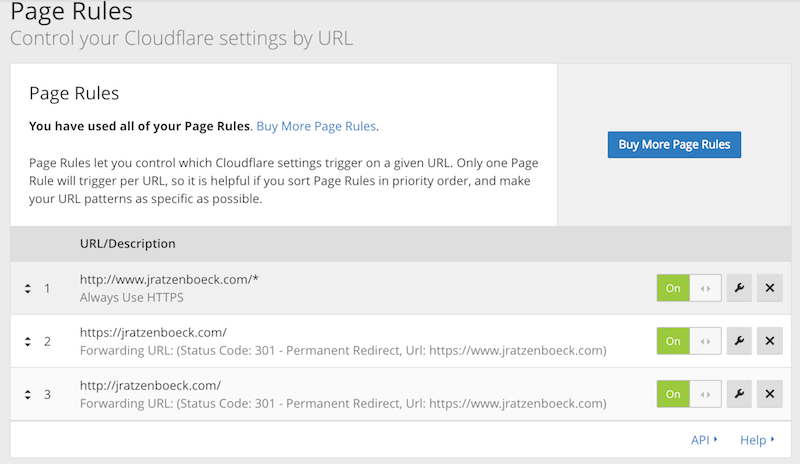 Page Rules
Control your Cloudflare settings by URL
Page Rules
You have used all of your Page Rules. Buy More Page Rules.
Buy More Page Rules
Page Rules let you control which Cloudflare settings trigger on a given URL. Only one Page
Rule will trigger per URL, so it is helpful if you sort Page Rules in priority order, and make
your URL patterns as specific as possible.
URL/Description
1 http://www.jratzenboeck.com/* On
Always Use HTTPS
2 https://jratzenboeck.com/ On
Forwarding URL: (Status Code: 301 - Permanent Redirect, Url: https://www.jratzenboeck.com)
3 http://jratzenboeck.com/ On
Forwarding URL: (Status Code: 301 - Permanent Redirect, Url: https://www.jratzenboeck.com)
API Help